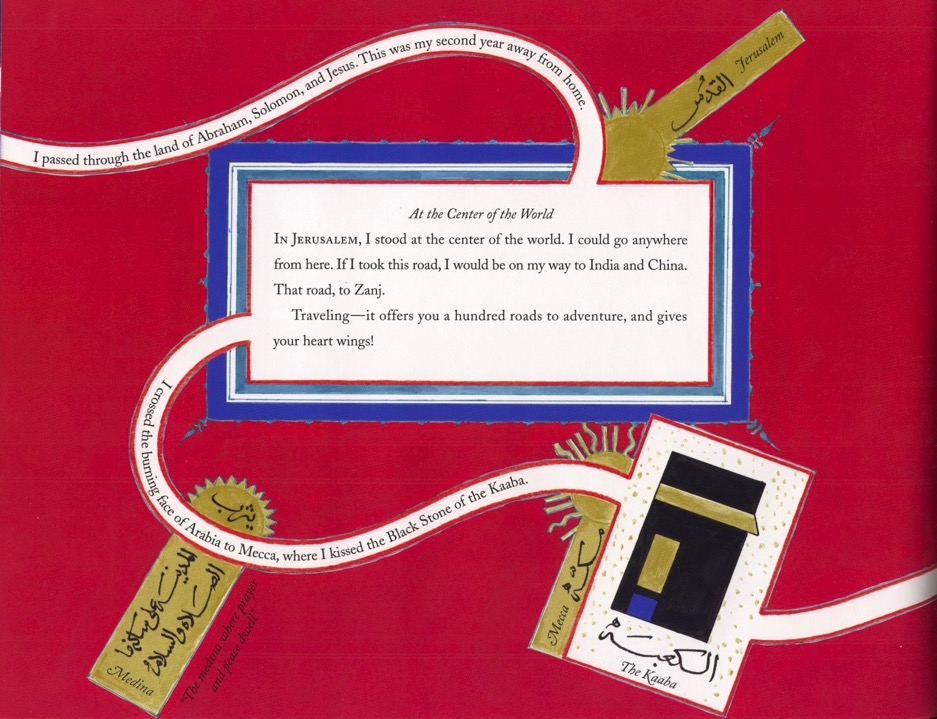 I passed through the land of Abraham, Solomon, and Jesus. This was my second year away from home.
القدس
Jerusalem
At the Center of the World
IN JERUSALEM, I stood at the center of the world. I could go anywhere
from here. If I took this road, I would be on my way to India and China.
That road, to Zanj.
Traveling—it offers you a hundred roads to adventure, and gives
your heart wings!
I crossed the burning face of Arabia to Mecca, where I kissed the Black Stone of the Kaaba.
يثرب
Medina
"The medina where prayer
and peace dwell"
مكة
Mecca
الكعبة
The Kaaba